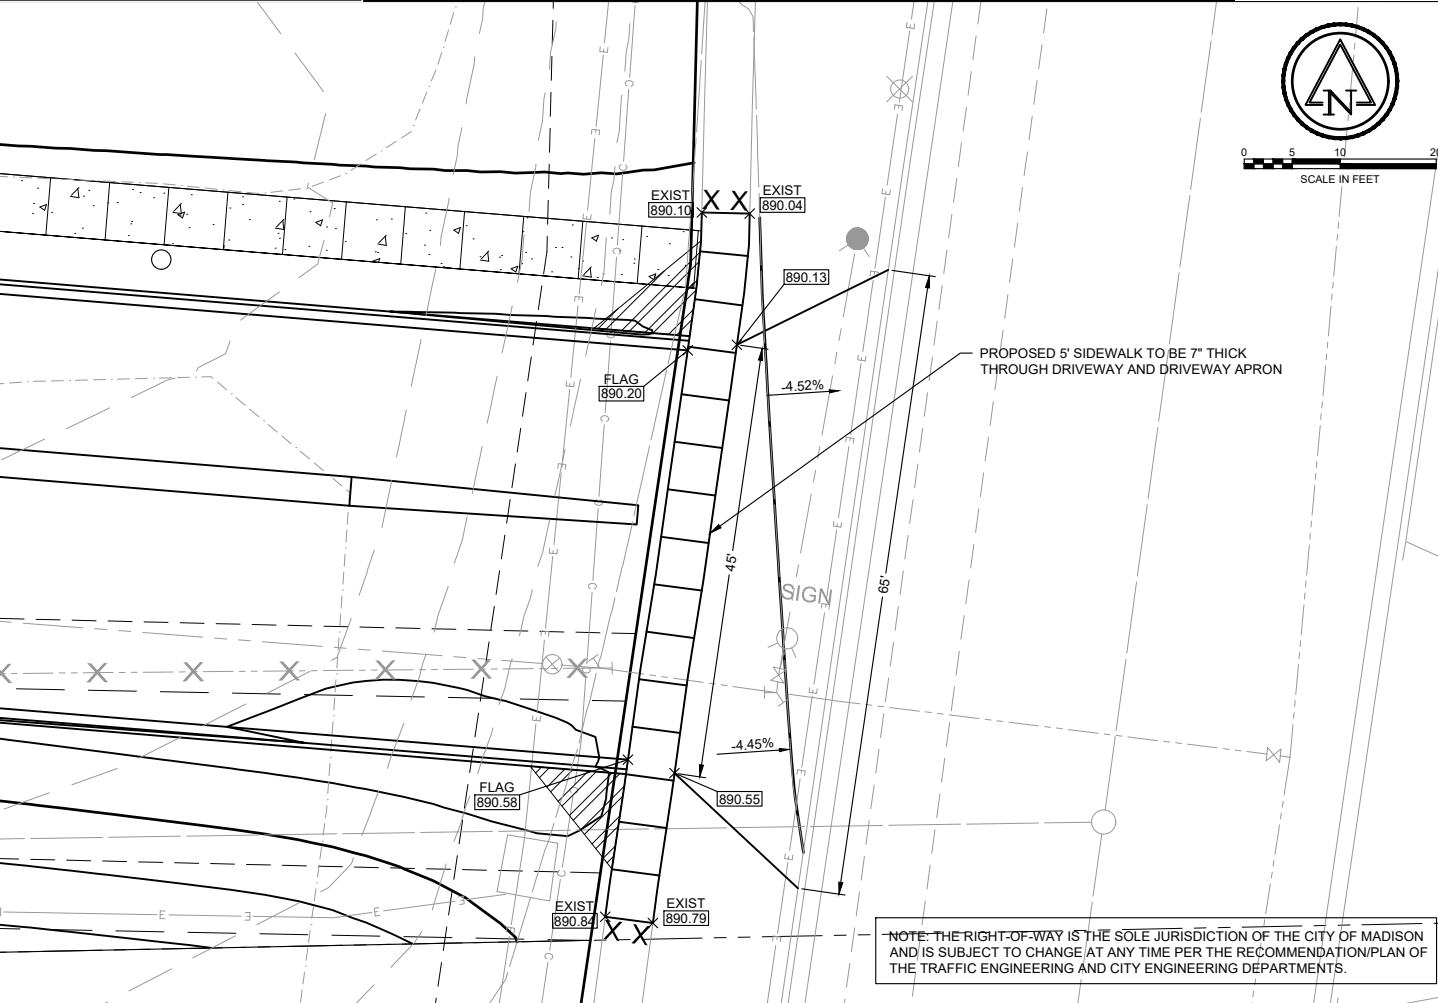 N
0 5 10 20
SCALE IN FEET
EXIST
890.10
X X
EXIST
890.04
890.13
FLAG
890.20
PROPOSED 5' SIDEWALK TO BE 7" THICK
THROUGH DRIVEWAY AND DRIVEWAY APRON
-4.52%
45'
65'
SIGN
-4.45%
FLAG
890.58
890.55
EXIST
890.84
X X
EXIST
890.79
NOTE: THE RIGHT-OF-WAY IS THE SOLE JURISDICTION OF THE CITY OF MADISON
AND IS SUBJECT TO CHANGE AT ANY TIME PER THE RECOMMENDATION/PLAN OF
THE TRAFFIC ENGINEERING AND CITY ENGINEERING DEPARTMENTS.